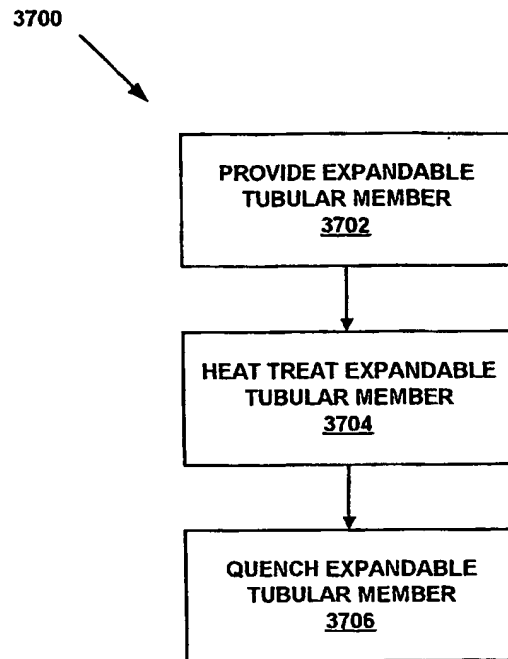 3700
PROVIDE EXPANDABLE
TUBULAR MEMBER
3702
HEAT TREAT EXPANDABLE
TUBULAR MEMBER
3704
QUENCH EXPANDABLE
TUBULAR MEMBER
3706